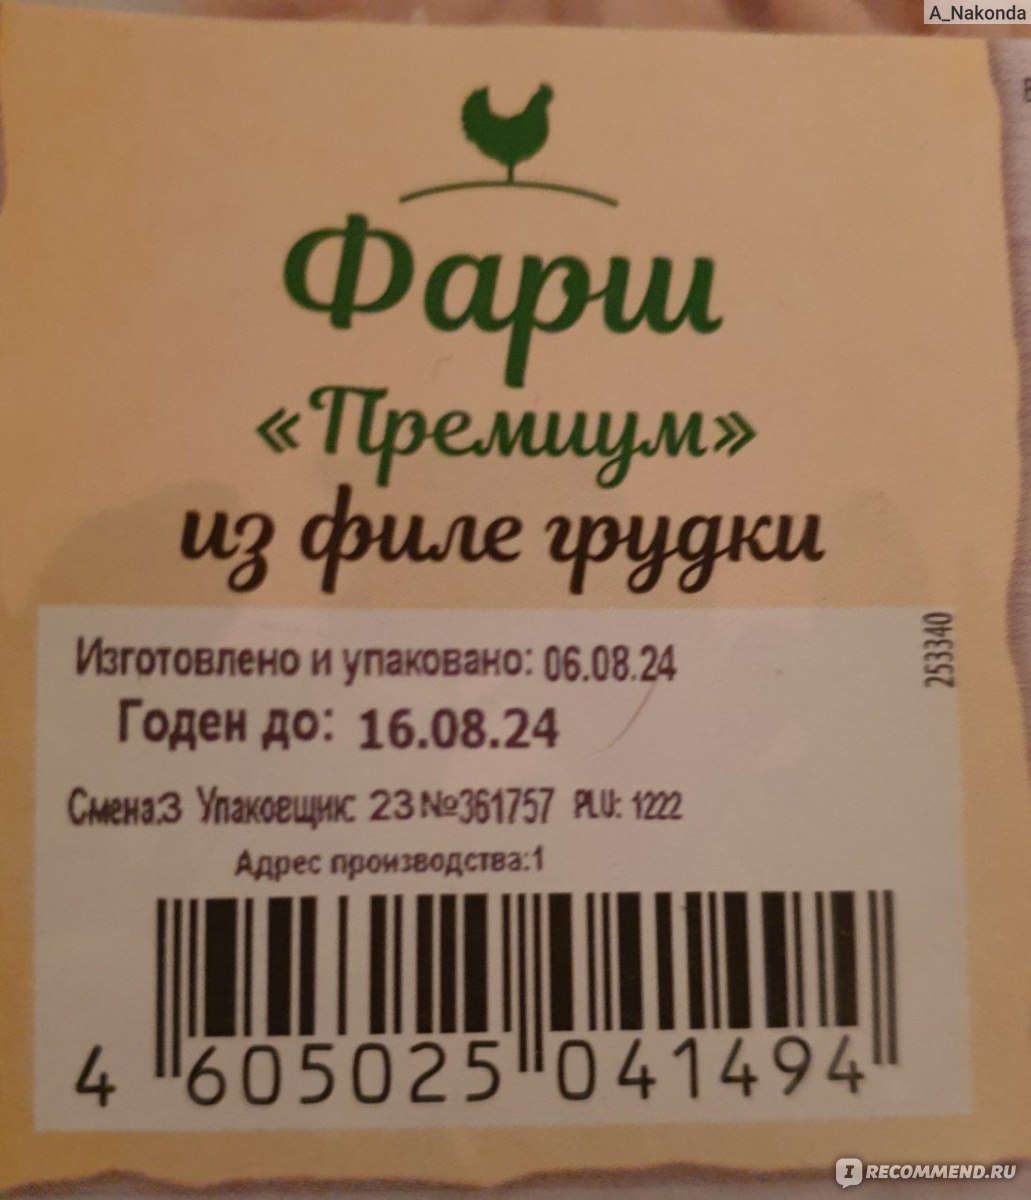 A_Nakonda
Фарш
«Премиум»
из филе грудки
253340
Изготовлено и упаковано: 06.08.24
Годен до: 16.08.24
Смена:3 Упаковщик: 23 №361757 PLU: 1222
Адрес производства:1
4 605025 041494
IRECOMMEND.RU